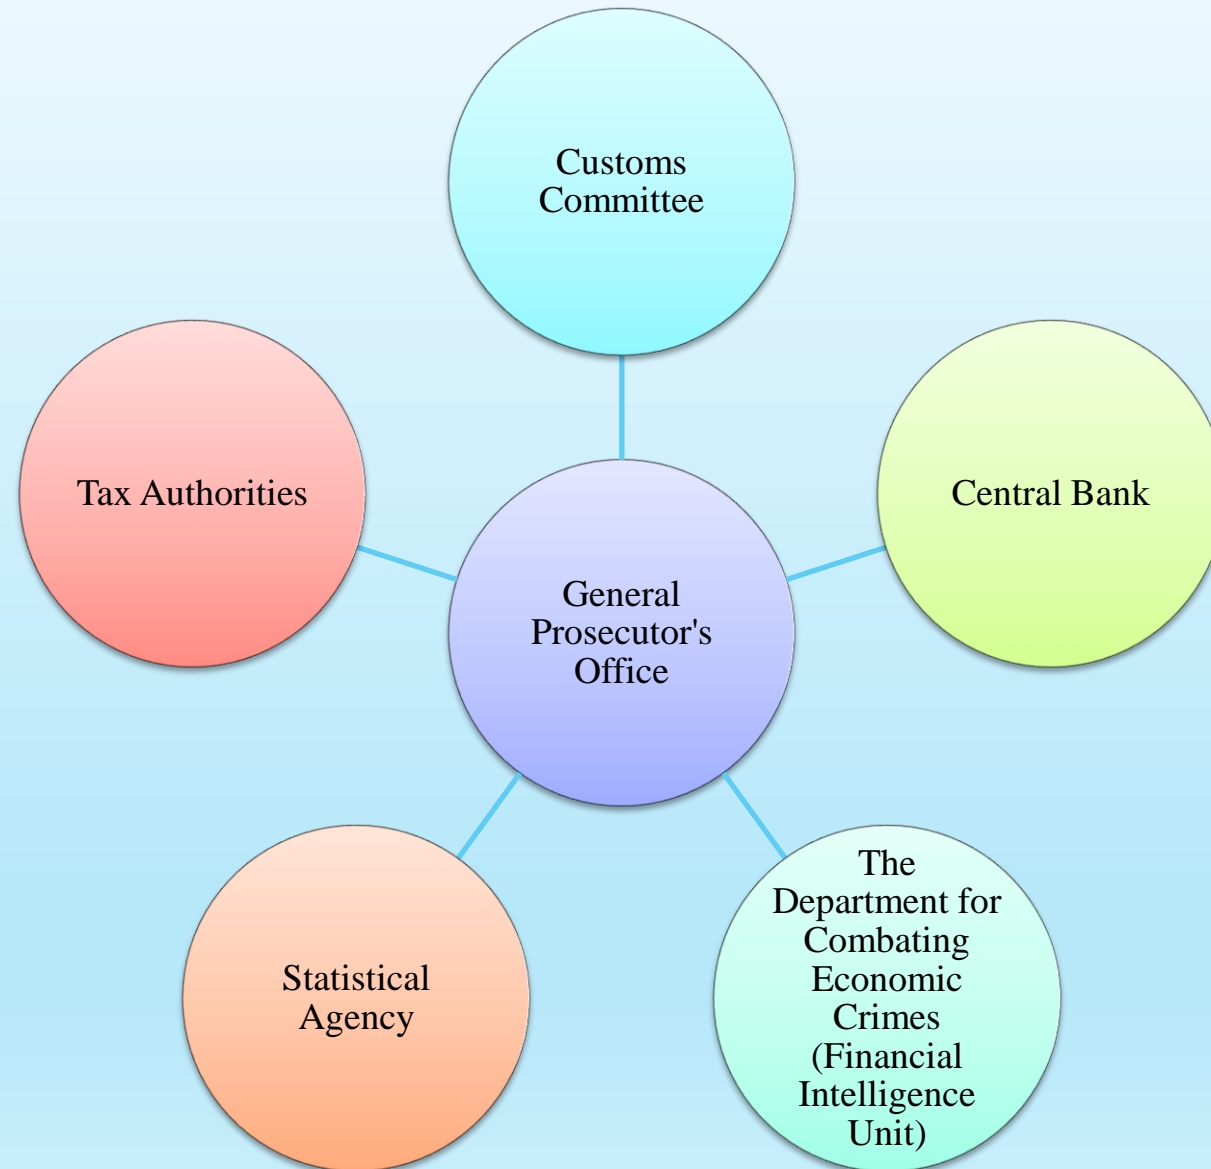 Customs
Committee
Tax Authorities
Central Bank
General
Prosecutor's
Office
Statistical
Agency
The
Department for
Combating
Economic
Crimes
(Financial
Intelligence
Unit)